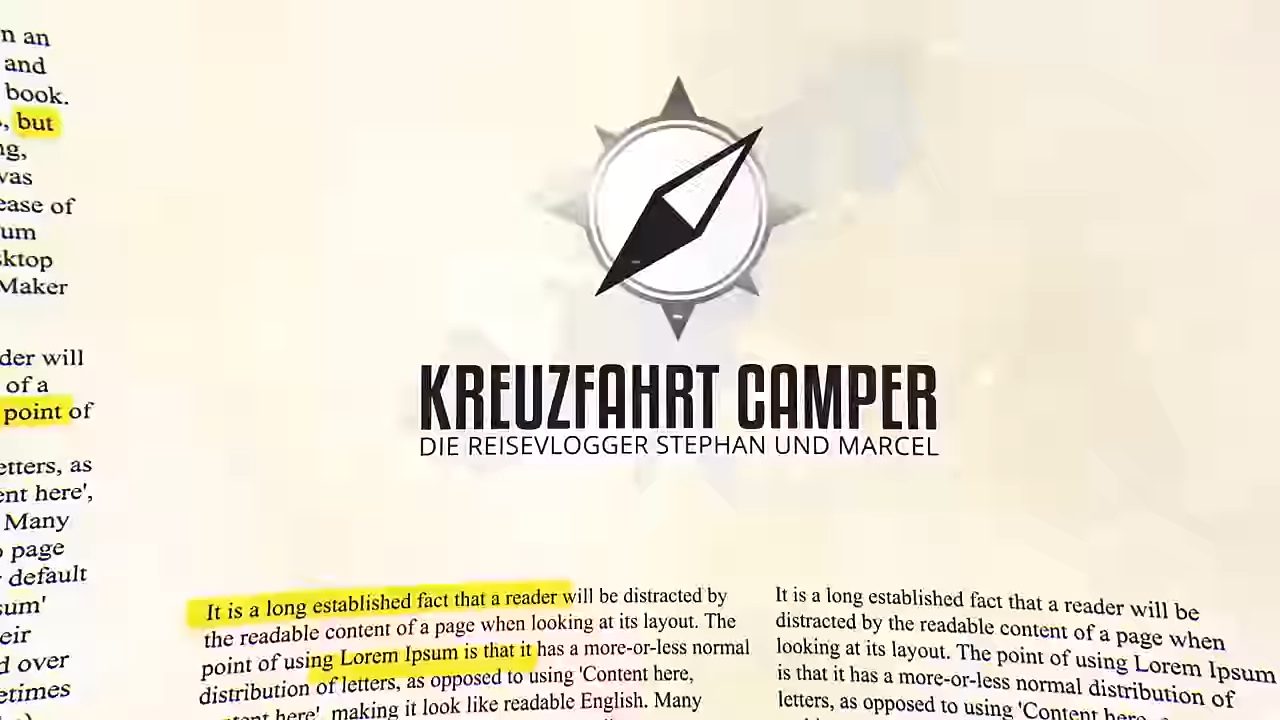 n an
and
book.
, but
ng,
was
ease of
um
sktop
Maker
der will
of a
point of
etters, as
ent here',
Many
page
default
sum'
eir
d over
etimes
KREUZFAHRT CAMPER
DIE REISEVLOGGER STEPHAN UND MARCEL
It is a long established fact that a reader will be distracted by
the readable content of a page when looking at its layout. The
point of using Lorem Ipsum is that it has a more-or-less normal
distribution of letters, as opposed to using 'Content here,
tent here', making it look like readable English. Many
It is a long established fact that a reader will be
distracted by the readable content of a page when
looking at its layout. The point of using Lorem Ipsum
is that it has a more-or-less normal distribution of
letters, as opposed to using 'Content here,